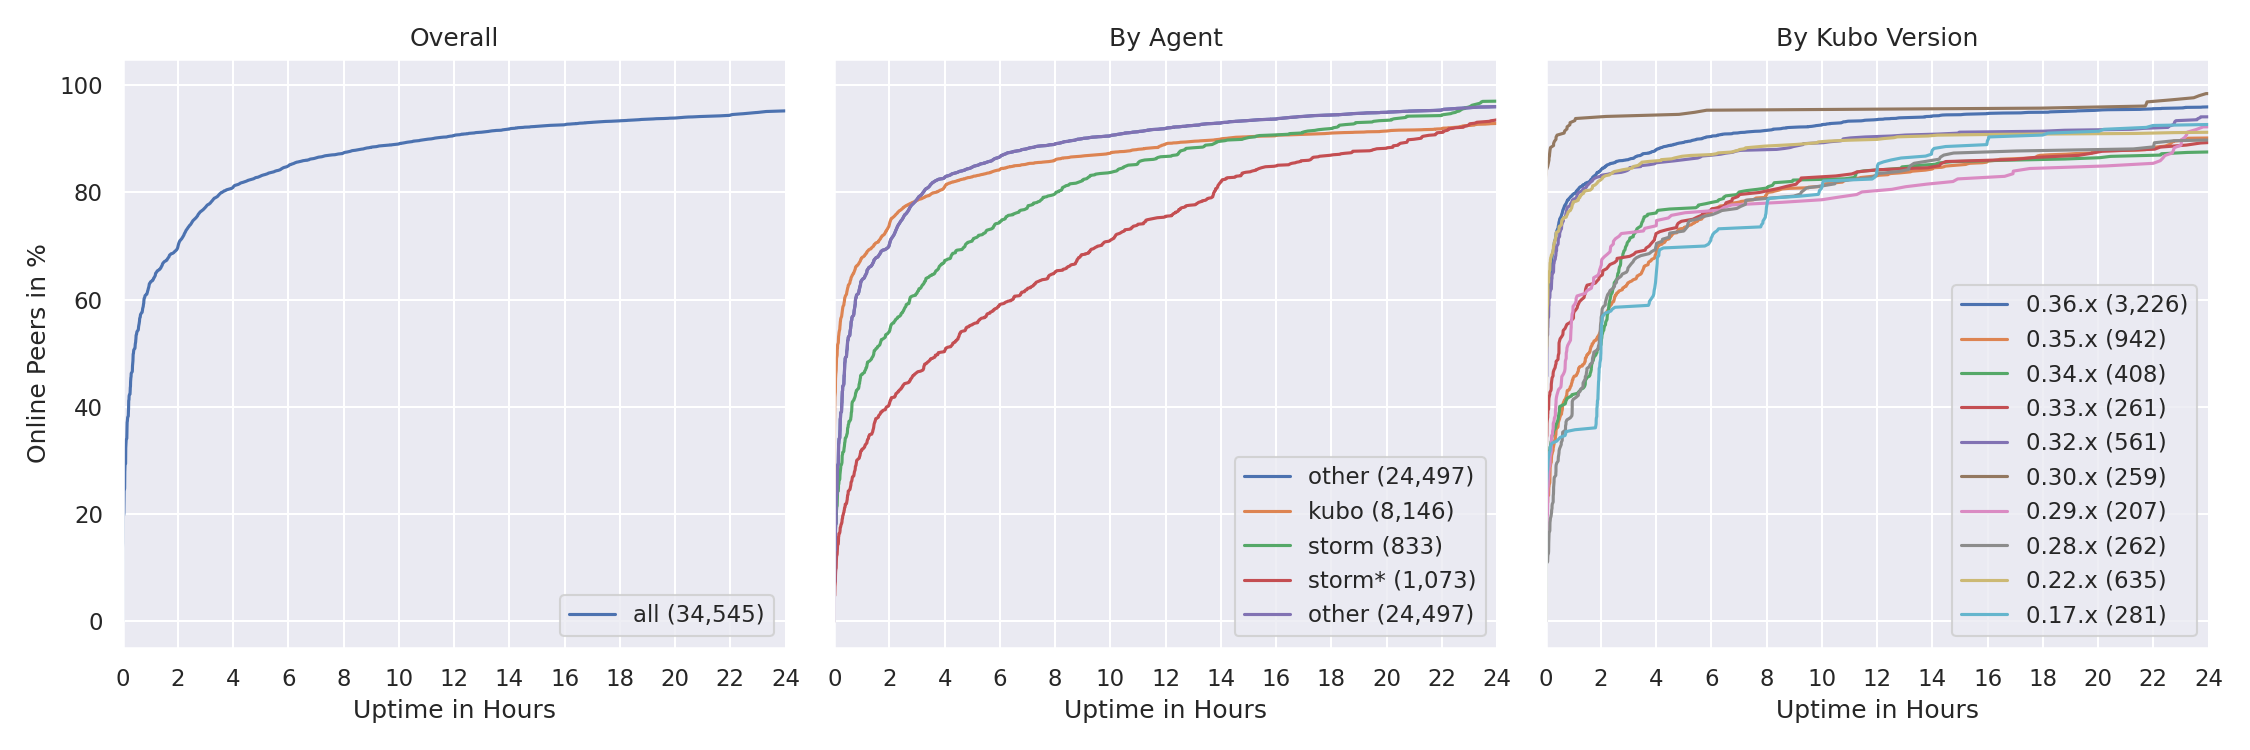 Overall
By Agent
By Kubo Version
Online Peers in %
100
80
60
40
20
0
all (34,545)
0 2 4 6 8 10 12 14 16 18 20 22 24
Uptime in Hours
other (24,497)
kubo (8,146)
storm (833)
storm* (1,073)
other (24,497)
0 2 4 6 8 10 12 14 16 18 20 22 24
Uptime in Hours
0.36.x (3,226)
0.35.x (942)
0.34.x (408)
0.33.x (261)
0.32.x (561)
0.30.x (259)
0.29.x (207)
0.28.x (262)
0.22.x (635)
0.17.x (281)
0 2 4 6 8 10 12 14 16 18 20 22 24
Uptime in Hours